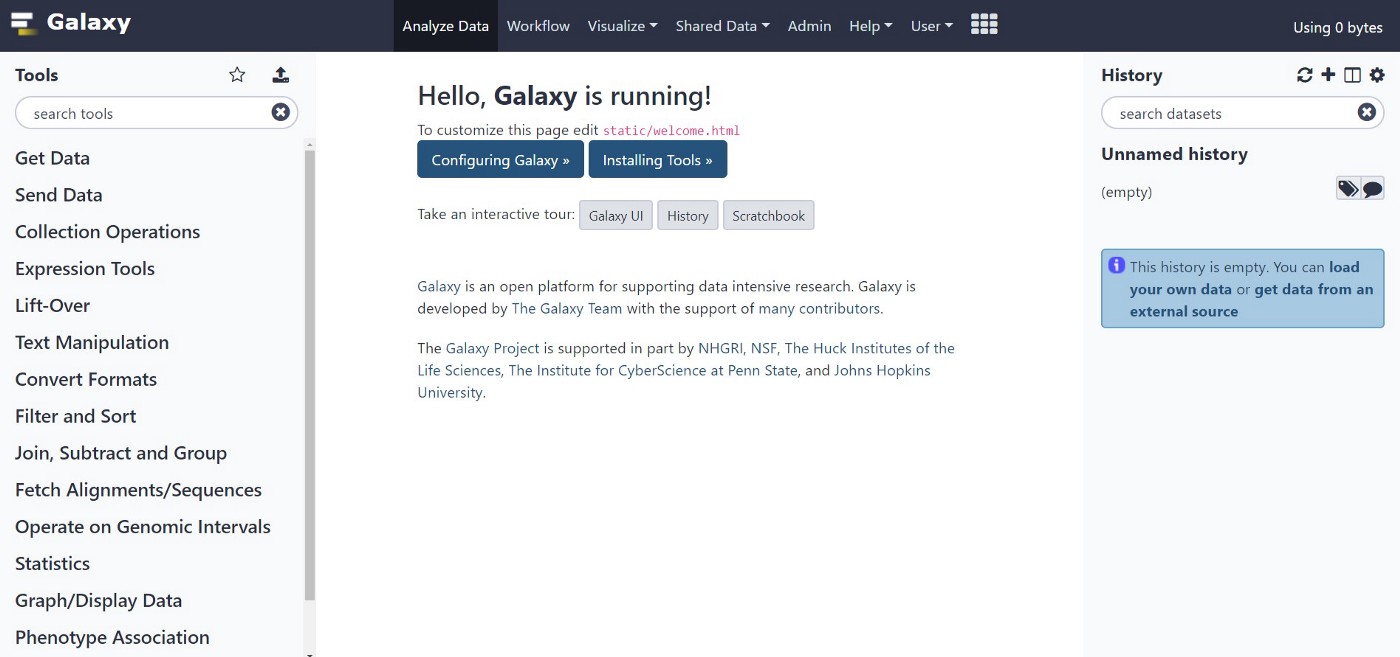 Galaxy
Analyze Data
Workflow
Visualize
Shared Data
Admin
Help
User
Using 0 bytes
Tools
search tools
Get Data
Send Data
Collection Operations
Expression Tools
Lift-Over
Text Manipulation
Convert Formats
Filter and Sort
Join, Subtract and Group
Fetch Alignments/Sequences
Operate on Genomic Intervals
Statistics
Graph/Display Data
Phenotype Association
Hello, Galaxy is running!
To customize this page edit static/welcome.html
Configuring Galaxy »
Installing Tools »
Take an interactive tour: Galaxy UI History Scratchbook
Galaxy is an open platform for supporting data intensive research. Galaxy is
developed by The Galaxy Team with the support of many contributors.
The Galaxy Project is supported in part by NHGRI, NSF, The Huck Institutes of the
Life Sciences, The Institute for CyberScience at Penn State, and Johns Hopkins
University.
History
search datasets
Unnamed history
(empty)
This history is empty. You can load
your own data or get data from an
external source